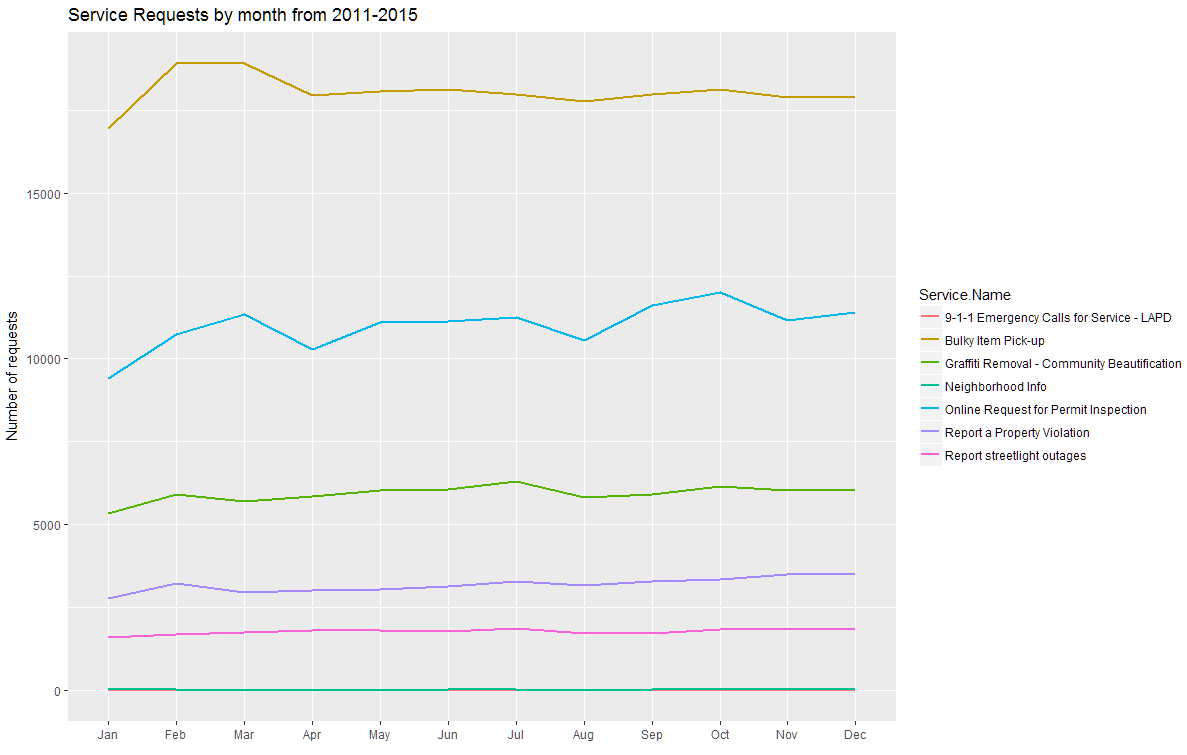 Service Requests by month from 2011-2015
Number of requests
15000
10000
5000
0
Jan Feb Mar Apr May Jun Jul Aug Sep Oct Nov Dec
Service.Name
9-1-1 Emergency Calls for Service - LAPD
Bulky Item Pick-up
Graffiti Removal - Community Beautification
Neighborhood Info
Online Request for Permit Inspection
Report a Property Violation
Report streetlight outages